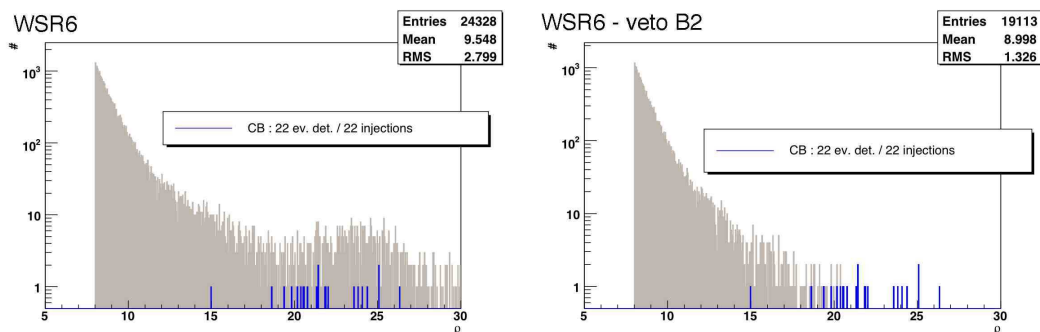 WSR6
Entries 24328
Mean 9.548
RMS 2.799
#
10³
10²
10
1
CB : 22 ev. det. / 22 injections
5 10 15 20 25 30
ρ
WSR6 - veto B2
Entries 19113
Mean 8.998
RMS 1.326
#
10³
10²
10
1
CB : 22 ev. det. / 22 injections
5 10 15 20 25 30
ρ